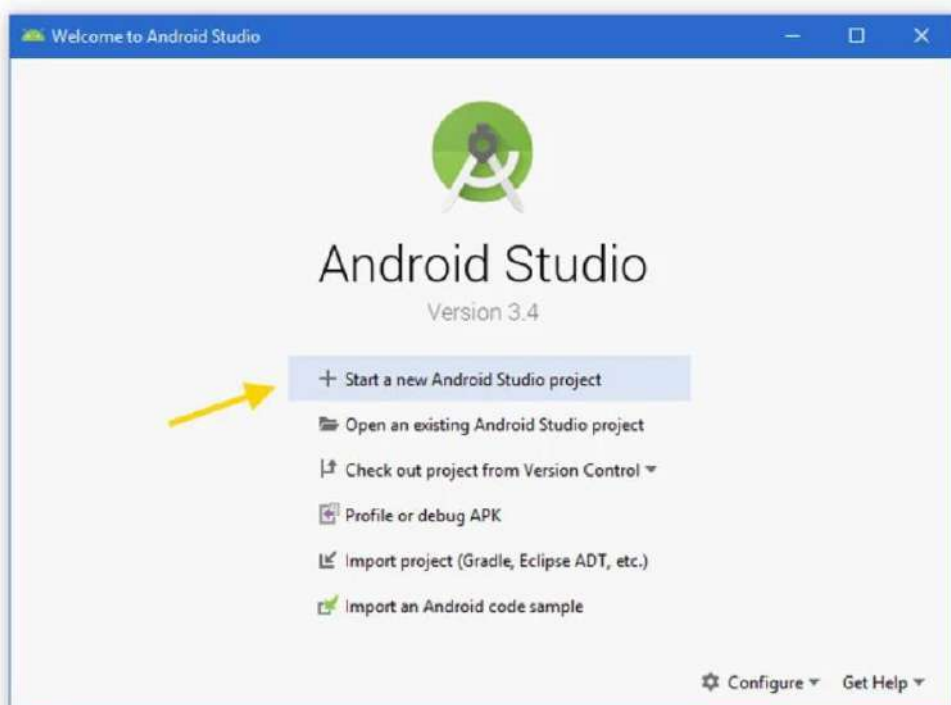 Welcome to Android Studio
Android Studio
Version 3.4
Start a new Android Studio project
Open an existing Android Studio project
Check out project from Version Control
Profile or debug APK
Import project (Gradle, Eclipse ADT, etc.)
Import an Android code sample
Configure Get Help